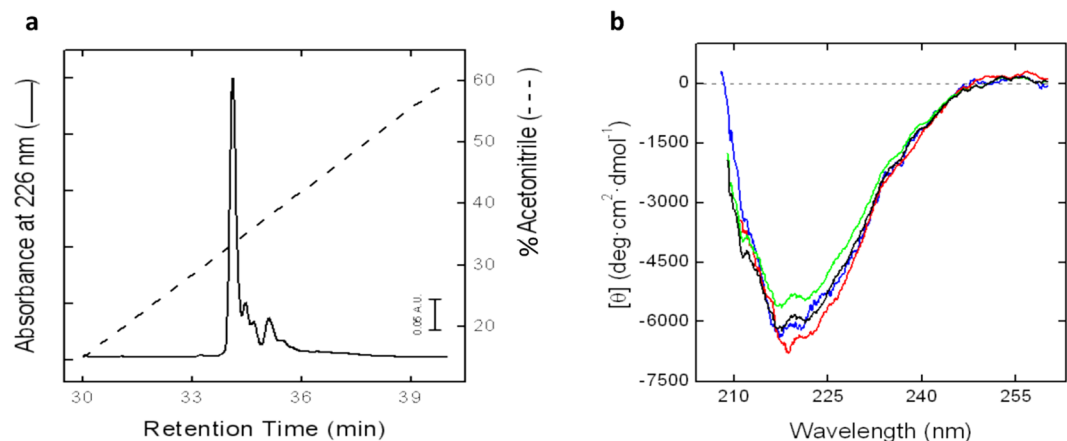 a
Absorbance at 226 nm (—)
60
50
40
30
20
%Acetonitrile (---)
0.05 A.U.
30 33 36 39
Retention Time (min)
b
[θ] (deg·cm²·dmol⁻¹)
0
-1500
-3000
-4500
-6000
-7500
210 225 240 255
Wavelength (nm)